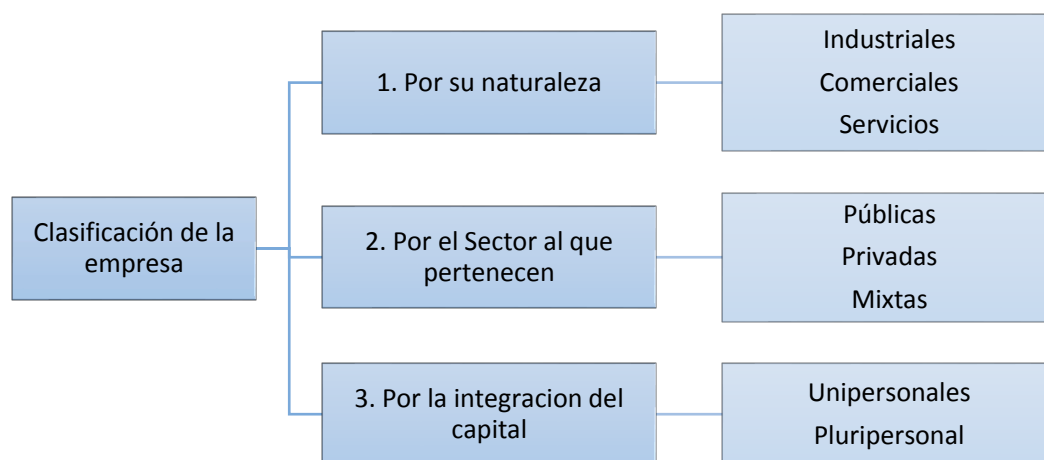 Clasificación de la
empresa
1. Por su naturaleza
Industriales
Comerciales
Servicios
2. Por el Sector al que
pertenecen
Públicas
Privadas
Mixtas
3. Por la integracion del
capital
Unipersonales
Pluripersonal